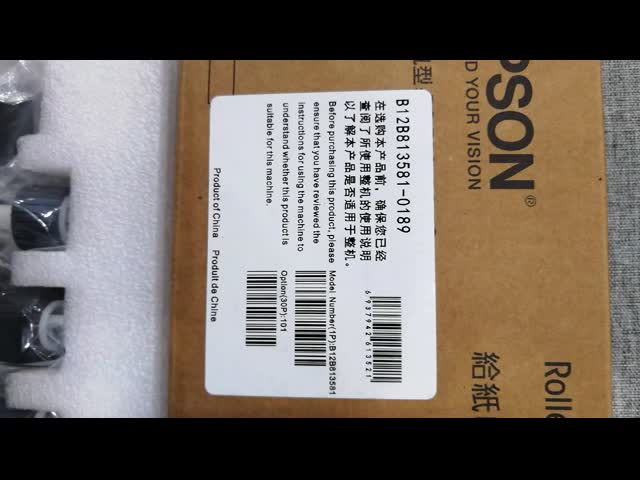 PSON®
D YOUR VISION
机型
Rolle
給紙
B12B813581-0189
在选购本产品前，确保您已经
查阅了所使用整机的使用说明
以了解本产品是否适用于整机。
Before purchasing this product, please
ensure that you have reviewed the
instructions for using the machine to
understand whether this product is
suitable for this machine.
6937942613521
Model Number(1P):B12B813581
Option(30P):101
Product of China Produit de Chine